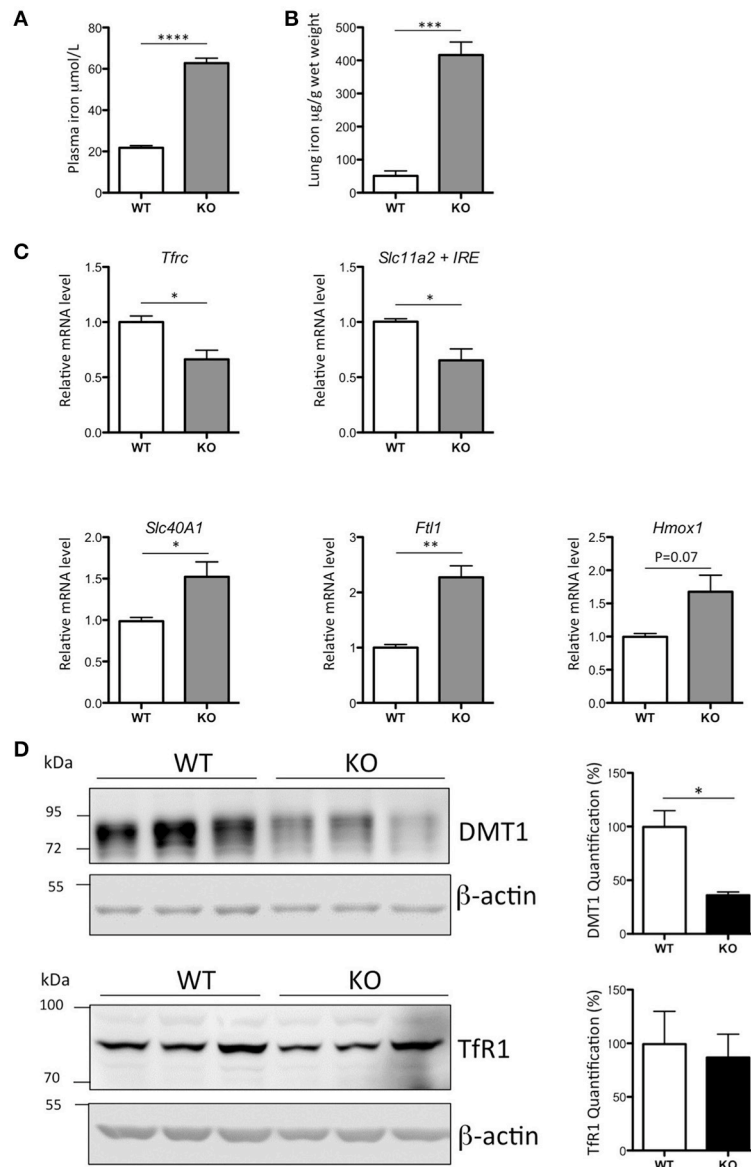 A
Plasma iron μmol/L
80
60
40
20
0
****
WT
KO
B
Lung iron μg/g wet weight
500
400
300
200
100
0
***
WT
KO
C
Tfrc
Relative mRNA level
1.5
1.0
0.5
0.0
*
WT
KO
Slc11a2 + IRE
Relative mRNA level
1.5
1.0
0.5
0.0
*
WT
KO
Slc40A1
Relative mRNA level
2.0
1.5
1.0
0.5
0.0
*
WT
KO
Ftl1
Relative mRNA level
3
2
1
0
**
WT
KO
Hmox1
Relative mRNA level
2.5
2.0
1.5
1.0
0.5
0.0
P=0.07
WT
KO
D
kDa
WT
KO
95
72
DMT1
55
β-actin
DMT1 Quantification (%)
150
100
50
0
*
WT
KO
kDa
WT
KO
100
70
TfR1
55
β-actin
TfR1 Quantification (%)
150
100
50
0
WT
KO